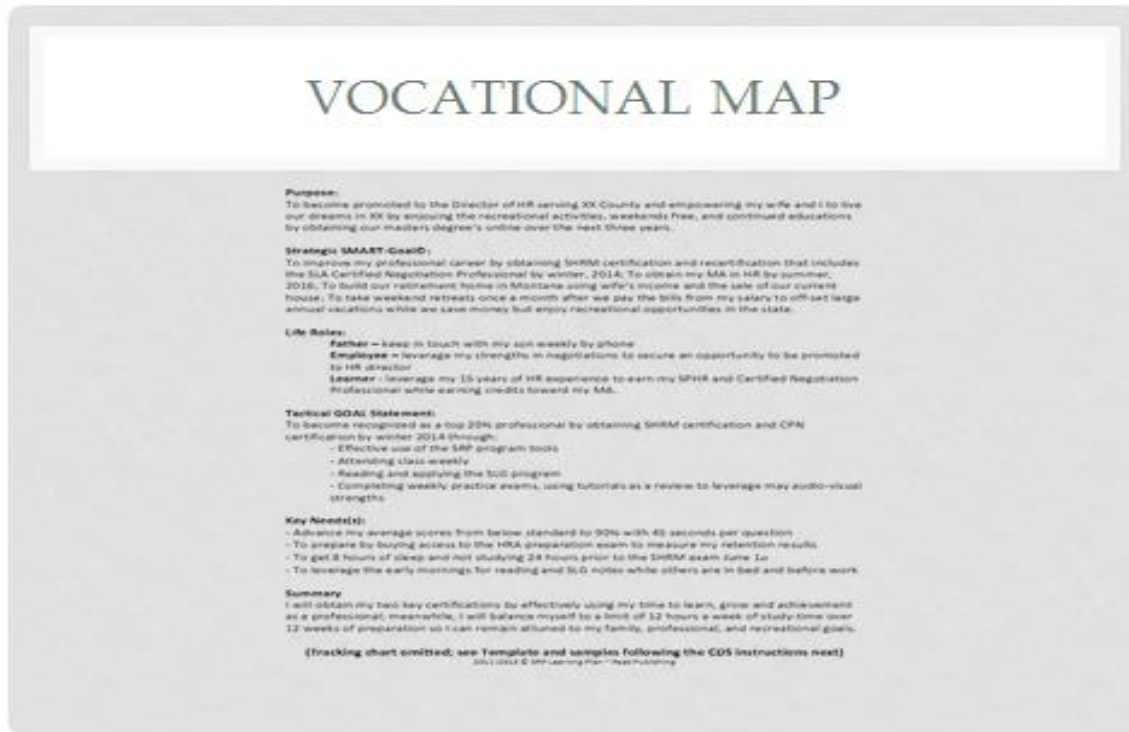 VOCATIONAL MAP
Purpose:
To become promoted to the Director of HR serving XX County and empowering my wife and I to live
our dreams in XX by enjoying the recreational activities, weekends free, and continued educations
by obtaining our masters degree's online over the next three years.
Strategic SMART-Goal©:
To improve my professional career by obtaining SHRM certification and recertification that includes
the SLA Certified Negotiation Professional by winter, 2014; To obtain my MA in HR by summer,
2016; To build our retirement home in Montana using wife's income and the sale of our current
house; To take weekend retreats once a month after we pay the bills from my salary to off-set large
annual vacations while we save money but enjoy recreational opportunities in the state.
Life Roles:
Father – keep in touch with my son weekly by phone
Employee – leverage my strengths in negotiations to secure an opportunity to be promoted
to HR director
Learner - leverage my 15 years of HR experience to earn my SPHR and Certified Negotiation
Professional while earning credits toward my MA.
Tactical GOAL Statement:
To become recognized as a top 20% professional by obtaining SHRM certification and CPN
certification by winter 2014 through:
- Effective use of the SRP program tools
- Attending class weekly
- Reading and applying the SLG program
- Completing weekly practice exams, using tutorials as a review to leverage may audio-visual
strengths
Key Needs(s):
- Advance my average scores from below standard to 90% with 45 seconds per question
- To prepare by buying access to the HRA preparation exam to measure my retention results
- To get 8 hours of sleep and not studying 24 hours prior to the SHRM exam June
- To leverage the early mornings for reading and SLG notes while others are in bed and before work
Summary
I will obtain my two key certifications by effectively using my time to learn, grow and achievement
as a professional; meanwhile, I will balance myself to a limit of 12 hours a week of study-time over
12 weeks of preparation so I can remain attuned to my family, professional, and recreational goals.
(Tracking chart omitted; see Template and samples following the CDS instructions next)
© SRP Learning Plan – Publishing